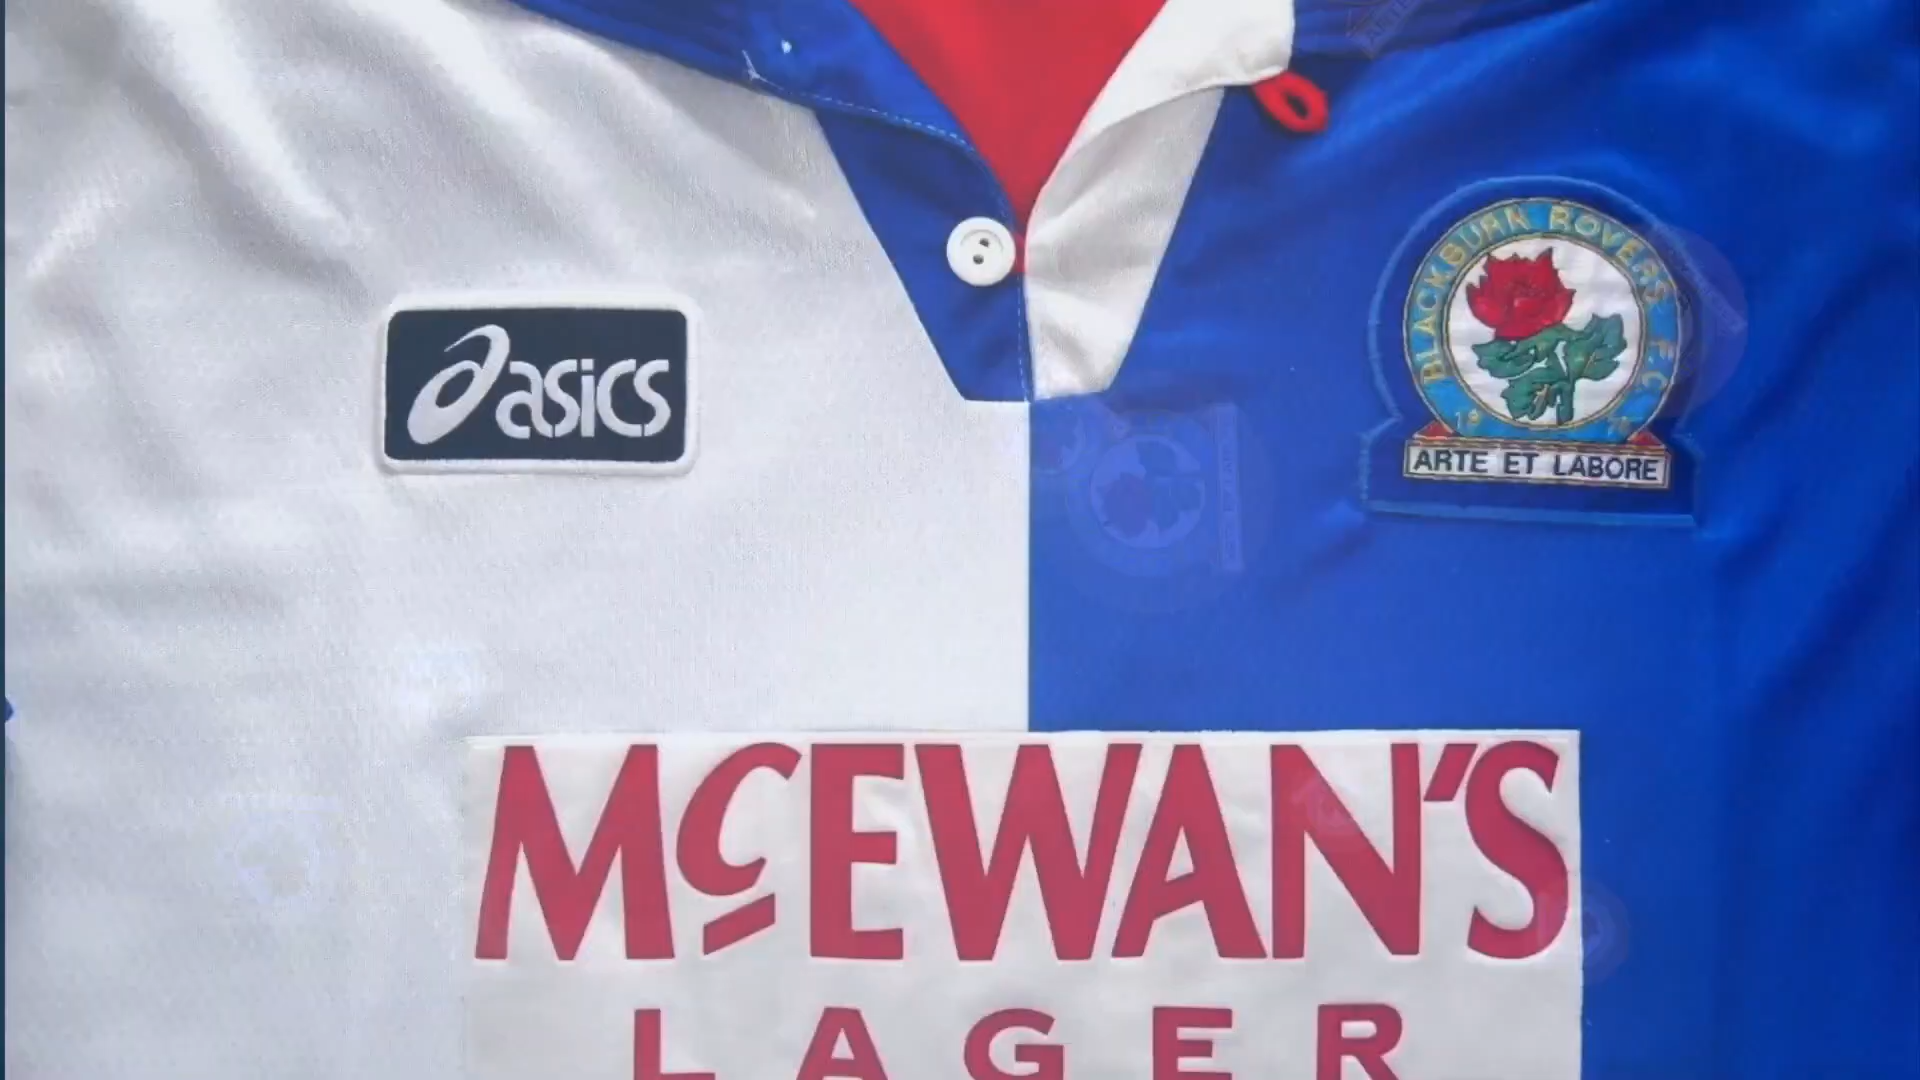 asics
BLACKBURN ROVERS F.C.
ARTE ET LABORE
McEWAN'S
LAGER